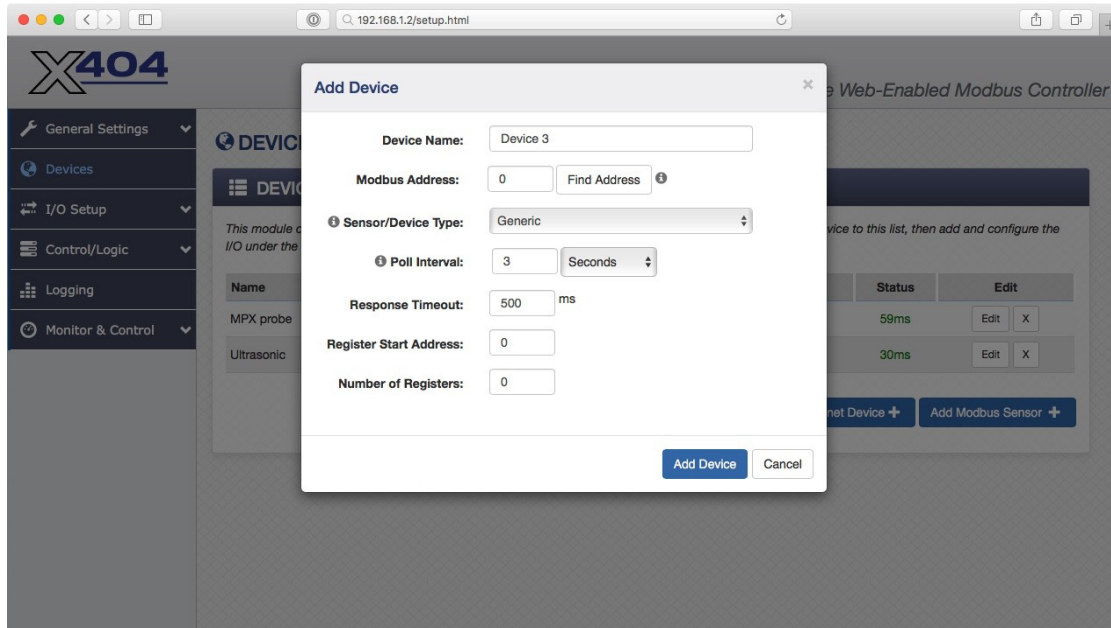 192.168.1.2/setup.html
X404
e Web-Enabled Modbus Controller
General Settings
Devices
I/O Setup
Control/Logic
Logging
Monitor & Control
DEVIC
DEVIC
This module c
vice to this list, then add and configure the
I/O under the
Name Status Edit
MPX probe 59ms Edit X
Ultrasonic 30ms Edit X
net Device + Add Modbus Sensor +
Add Device ×
Device Name: Device 3
Modbus Address: 0 Find Address
Sensor/Device Type: Generic
Poll Interval: 3 Seconds
Response Timeout: 500 ms
Register Start Address: 0
Number of Registers: 0
Add Device Cancel